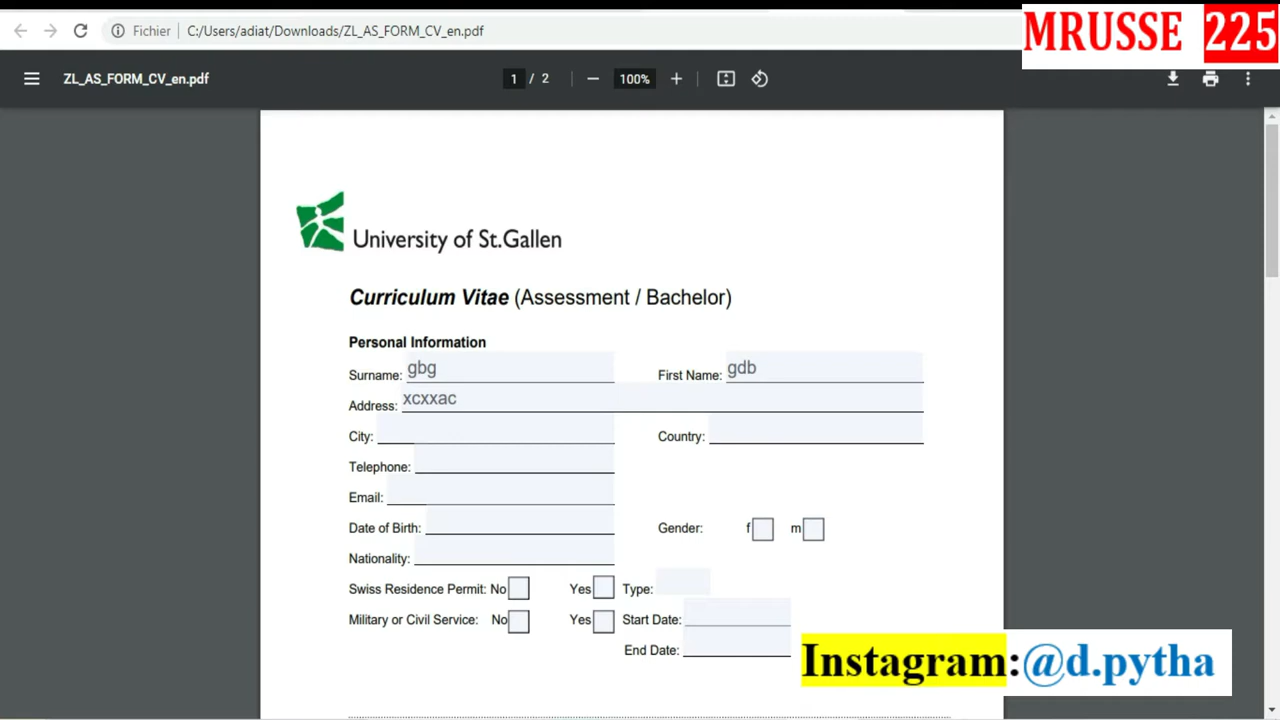 MRUSSE 225
Fichier C:/Users/adiat/Downloads/ZL_AS_FORM_CV_en.pdf
ZL_AS_FORM_CV_en.pdf 1 / 2 — 100% +
University of St.Gallen
Curriculum Vitae (Assessment / Bachelor)
Personal Information
Surname: gbg First Name: gdb
Address: xcxxac
City: Country:
Telephone:
Email:
Date of Birth: Gender: f m
Nationality:
Swiss Residence Permit: No Yes Type:
Military or Civil Service: No Yes Start Date:
End Date:
Instagram:@d.pytha